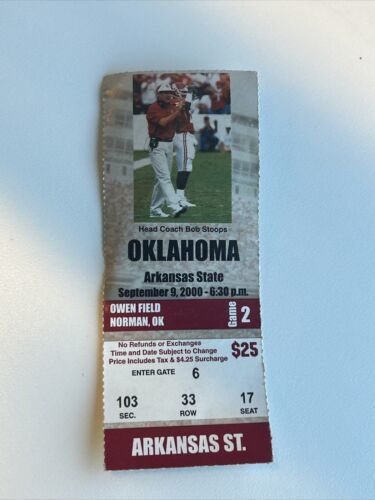 Head Coach Bob Stoops
OKLAHOMA
Arkansas State
September 9, 2000 - 6:30 p.m.
OWEN FIELD
NORMAN, OK
Game 2
No Refunds or Exchanges
Time and Date Subject to Change
Price Includes Tax & $4.25 Surcharge
$25
ENTER GATE 6
103 33 17
SEC. ROW SEAT
ARKANSAS ST.